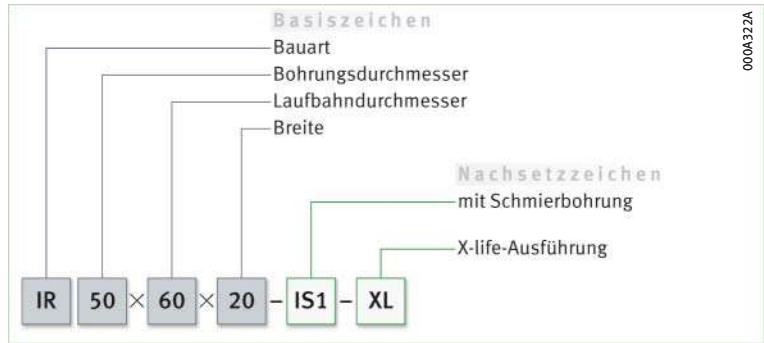 Basiszeichen
Bauart
Bohrungsdurchmesser
Laufbahndurchmesser
Breite
Nachsetzzeichen
mit Schmierbohrung
X-life-Ausführung
IR 50 × 60 × 20 – IS1 – XL
000A322A